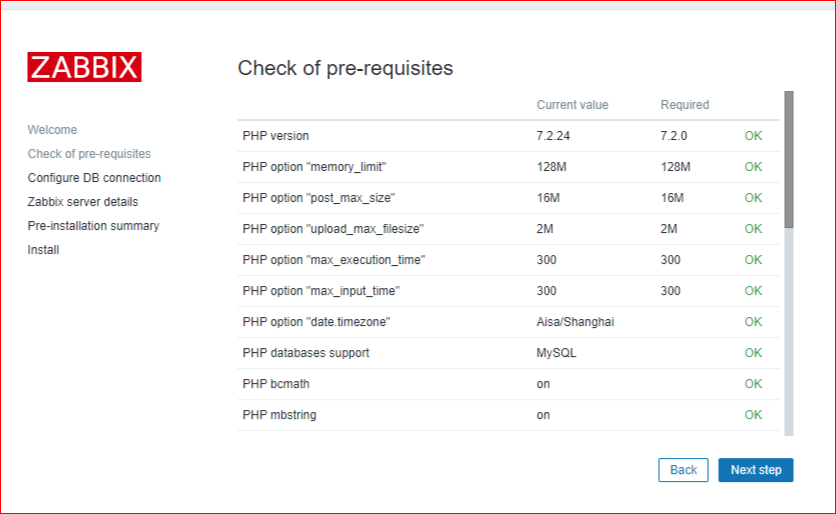 ZABBIX
Welcome
Check of pre-requisites
Configure DB connection
Zabbix server details
Pre-installation summary
Install
Check of pre-requisites
Current value Required
PHP version 7.2.24 7.2.0 OK
PHP option "memory_limit" 128M 128M OK
PHP option "post_max_size" 16M 16M OK
PHP option "upload_max_filesize" 2M 2M OK
PHP option "max_execution_time" 300 300 OK
PHP option "max_input_time" 300 300 OK
PHP option "date.timezone" Aisa/Shanghai OK
PHP databases support MySQL OK
PHP bcmath on OK
PHP mbstring on OK
Back Next step